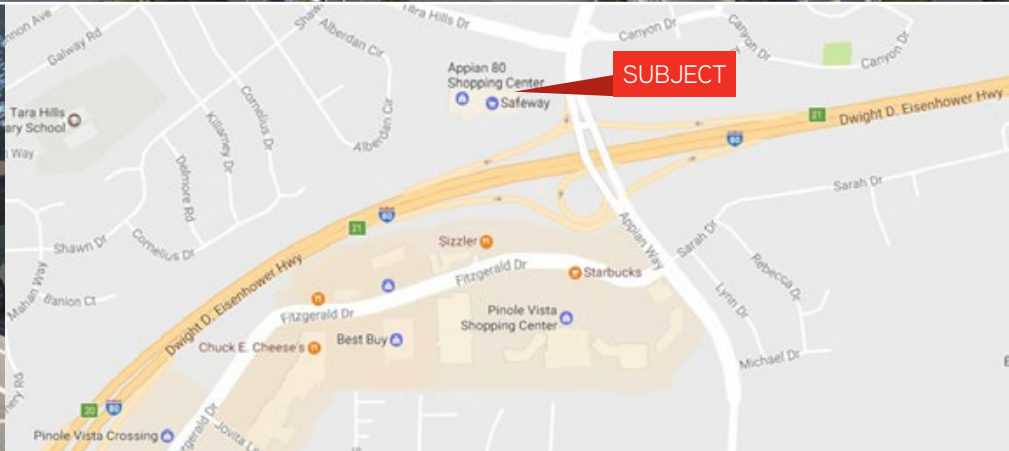 Tara Hills Dr
Canyon Dr
Canyon Dr
Canyon Dr
Galway Rd
Alberdan Cir
Alberdan Cir
Appian 80
Shopping Center
Safeway
SUBJECT
21
Dwight D. Eisenhower Hwy
80
Tara Hills
Cornelius Dr
Killarney Dr
Delmore Rd
Sarah Dr
80
21
Shawn Dr
Cornelius Dr
Sizzler
Appian Way
Sarah Dr
Fitzgerald Dr
Starbucks
Rebecca Dr
Mahan Way
Banion Ct
Dwight D. Eisenhower Hwy
Fitzgerald Dr
Lynn Dr
Pinole Vista
Shopping Center
Best Buy
Chuck E. Cheese's
Michael Dr
20
80
Pinole Vista Crossing